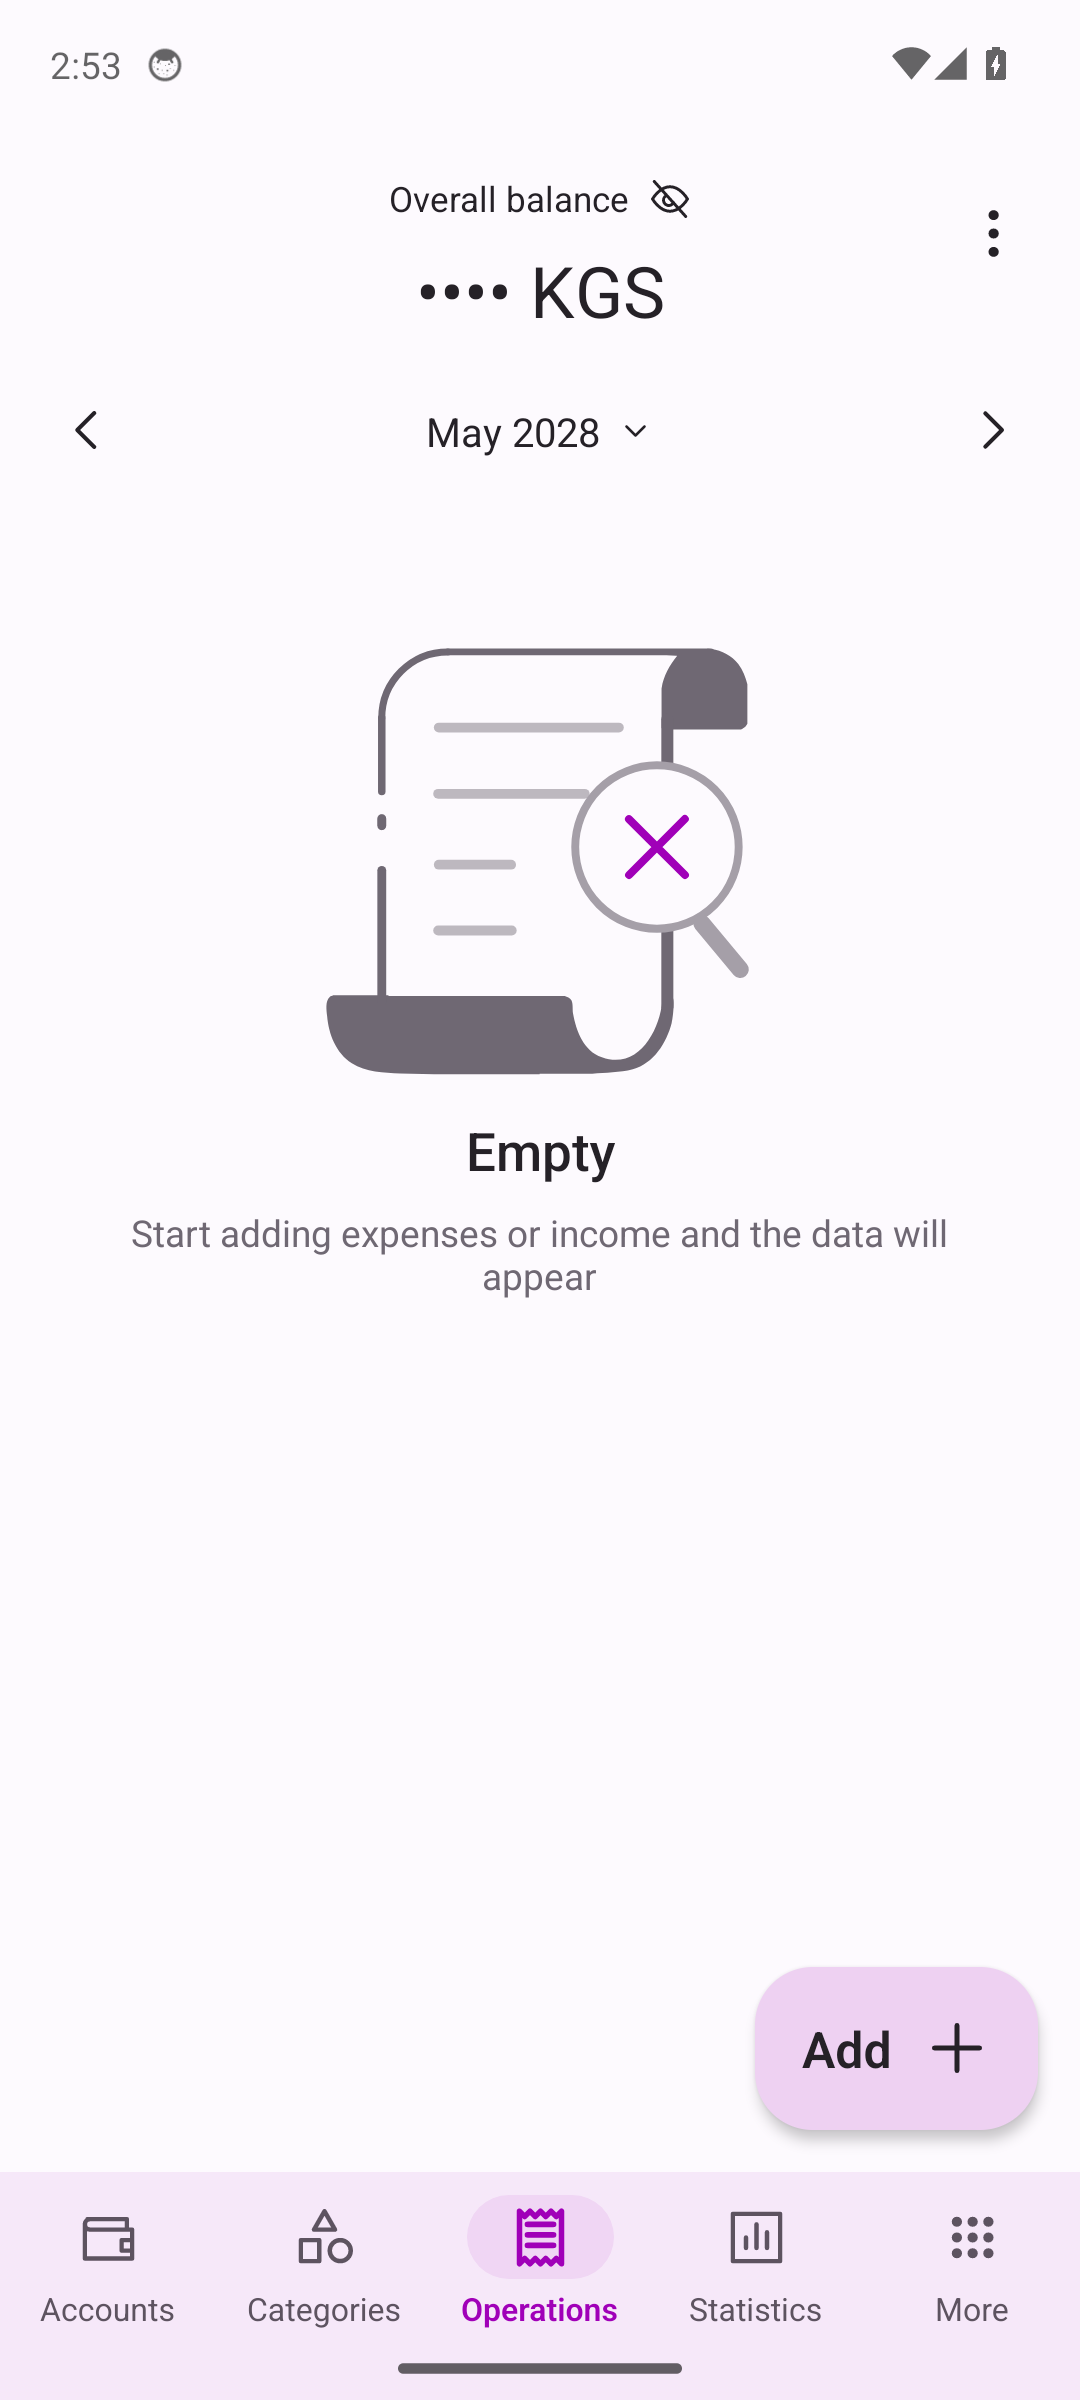 2:53
Overall balance
•••• KGS
May 2028
Empty
Start adding expenses or income and the data will
appear
Add
Accounts
Categories
Operations
Statistics
More